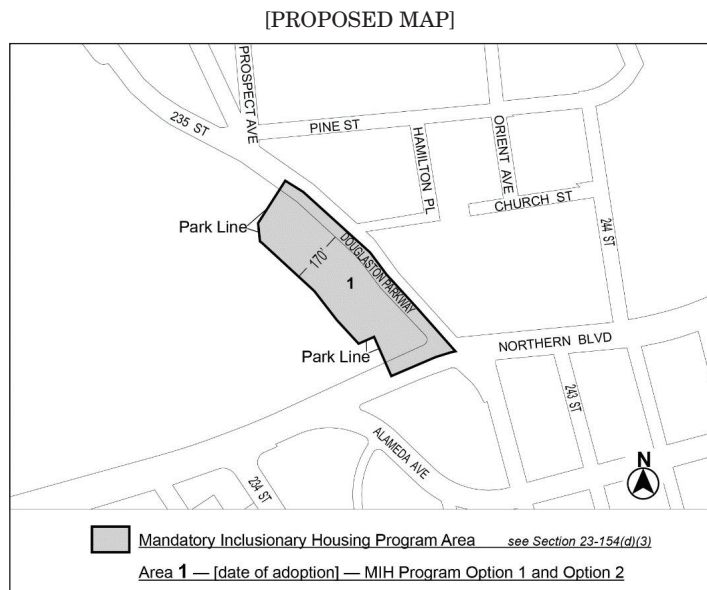 [PROPOSED MAP]
PROSPECT AVE
235 ST
PINE ST
HAMILTON PL
ORIENT AVE
CHURCH ST
244 ST
Park Line
170'
DOUGLASTON PARKWAY
1
Park Line
NORTHERN BLVD
243 ST
ALAMEDA AVE
234 ST
N
Mandatory Inclusionary Housing Program Area see Section 23-154(d)(3)
Area 1 — [date of adoption] — MIH Program Option 1 and Option 2